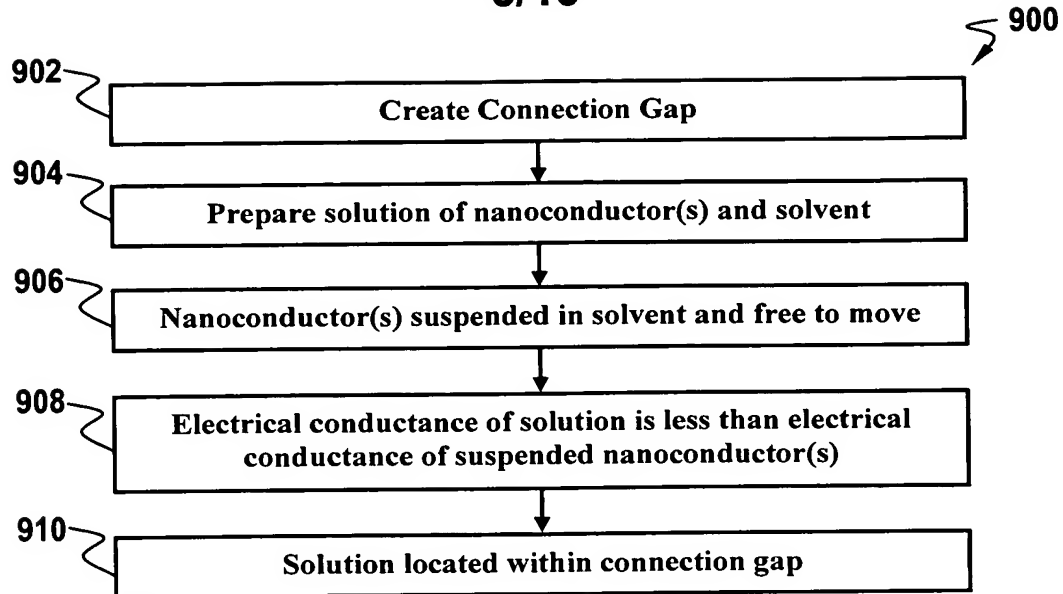 900
902
Create Connection Gap
904
Prepare solution of nanoconductor(s) and solvent
906
Nanoconductor(s) suspended in solvent and free to move
908
Electrical conductance of solution is less than electrical
conductance of suspended nanoconductor(s)
910
Solution located within connection gap